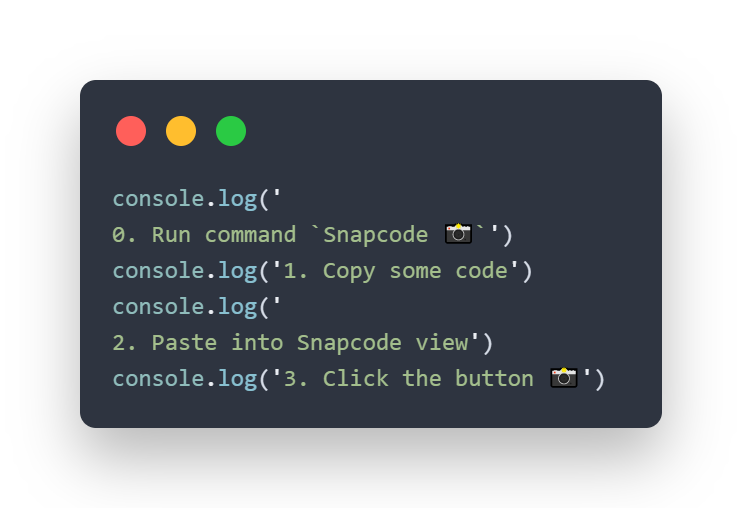 console.log('
0. Run command `Snapcode 📸`')
console.log('1. Copy some code')
console.log('
2. Paste into Snapcode view')
console.log('3. Click the button 📸')